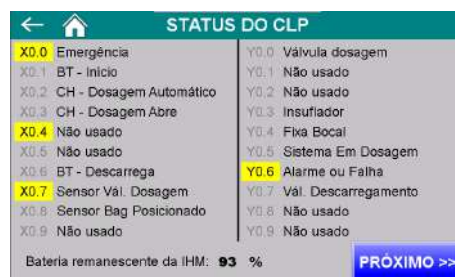 STATUS DO CLP
X0.0 Emergência
X0.1 BT - Inicio
X0.2 CH - Dosagem Automático
X0.3 CH - Dosagem Abre
X0.4 Não usado
X0.5 Não usado
X0.6 BT - Descarrega
X0.7 Sensor Vál. Dosagem
X0.8 Sensor Bag Posicionado
X0.9 Não usado
Y0.0 Válvula dosagem
Y0.1 Não usado
Y0.2 Não usado
Y0.3 Insuflador
Y0.4 Fixa Bocal
Y0.5 Sistema Em Dosagem
Y0.6 Alarme ou Falha
Y0.7 Vál. Descarregamento
Y0.8 Não usado
Y0.9 Não usado
Bateria remanescente da IHM: 93 %
PRÓXIMO >>